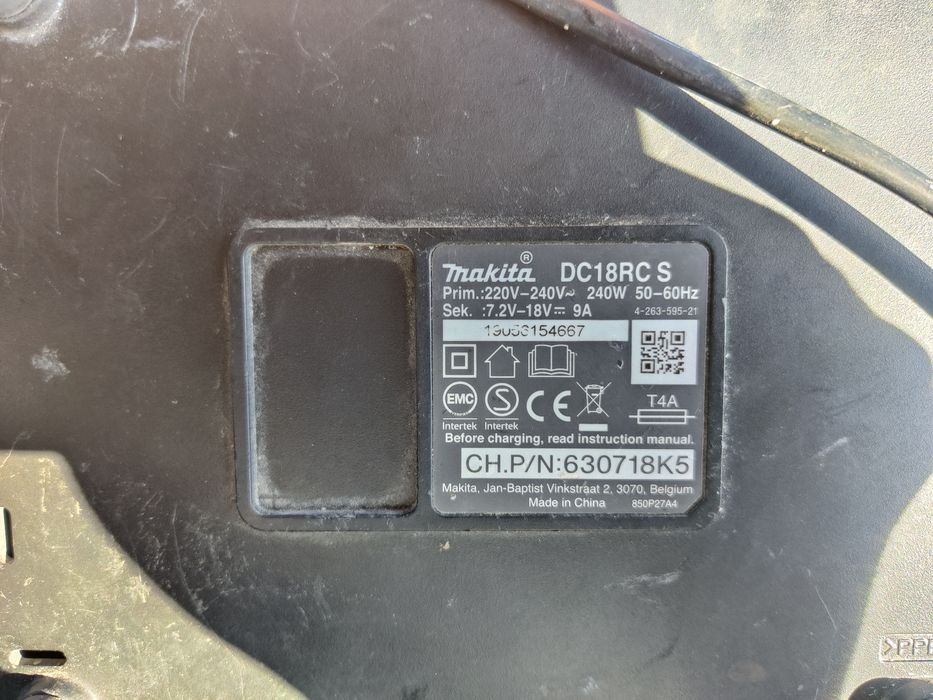 makita® DC18RC S
Prim.:220V–240V~ 240W 50–60Hz
Sek. :7.2V–18V⎓ 9A 4-263-595-21
EMC S CE T4A
Intertek Intertek
Before charging, read instruction manual.
CH.P/N:630718K5
Makita, Jan-Baptist Vinkstraat 2, 3070, Belgium
Made in China 850P27A4